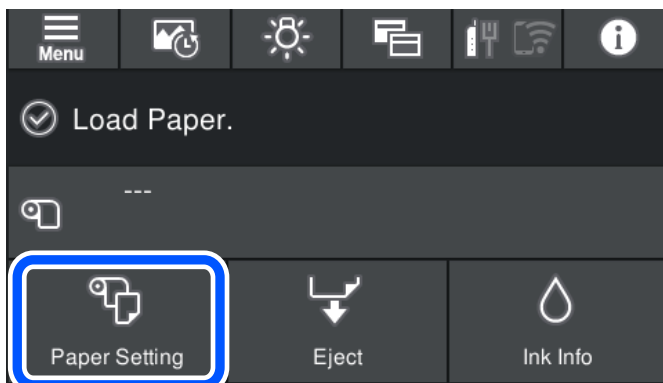 Menu
Load Paper.
---
Paper Setting
Eject
Ink Info